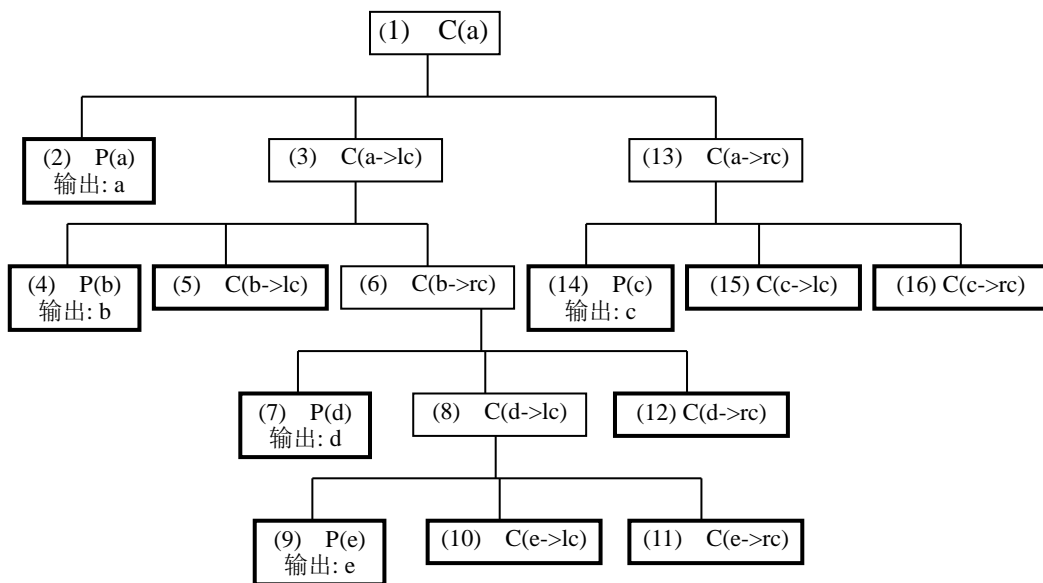 (1) C(a)
(2) P(a)
输出: a
(3) C(a->lc)
(13) C(a->rc)
(4) P(b)
输出: b
(5) C(b->lc)
(6) C(b->rc)
(14) P(c)
输出: c
(15) C(c->lc)
(16) C(c->rc)
(7) P(d)
输出: d
(8) C(d->lc)
(12) C(d->rc)
(9) P(e)
输出: e
(10) C(e->lc)
(11) C(e->rc)